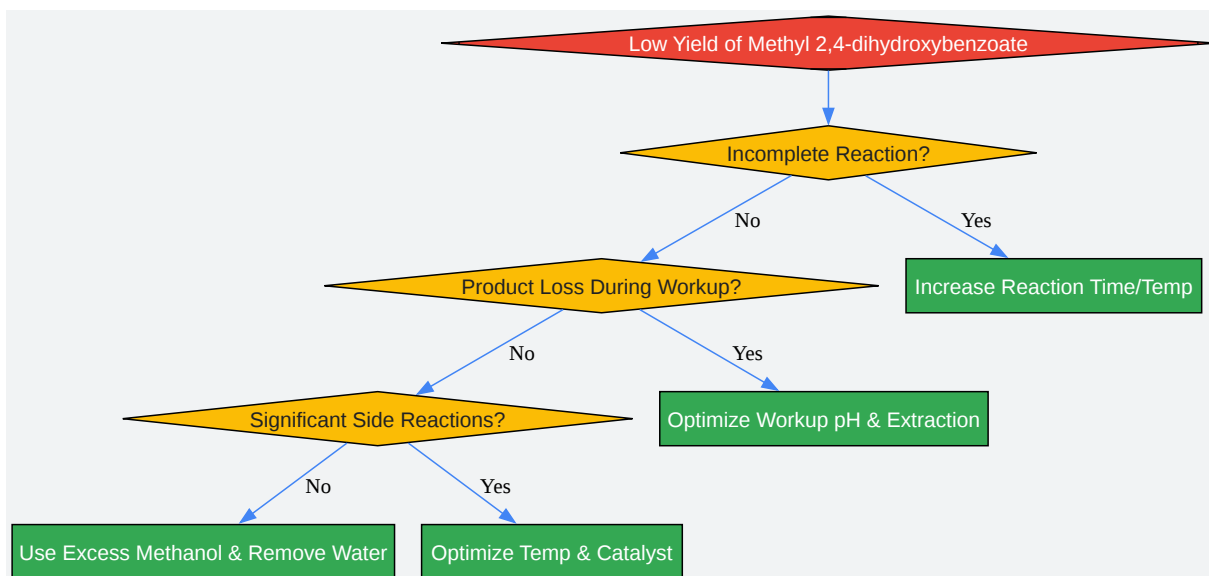 Low Yield of Methyl 2,4-dihydroxybenzoate
Incomplete Reaction?
No
Yes
Product Loss During Workup?
Increase Reaction Time/Temp
No
Yes
Significant Side Reactions?
Optimize Workup pH & Extraction
No
Yes
Use Excess Methanol & Remove Water
Optimize Temp & Catalyst